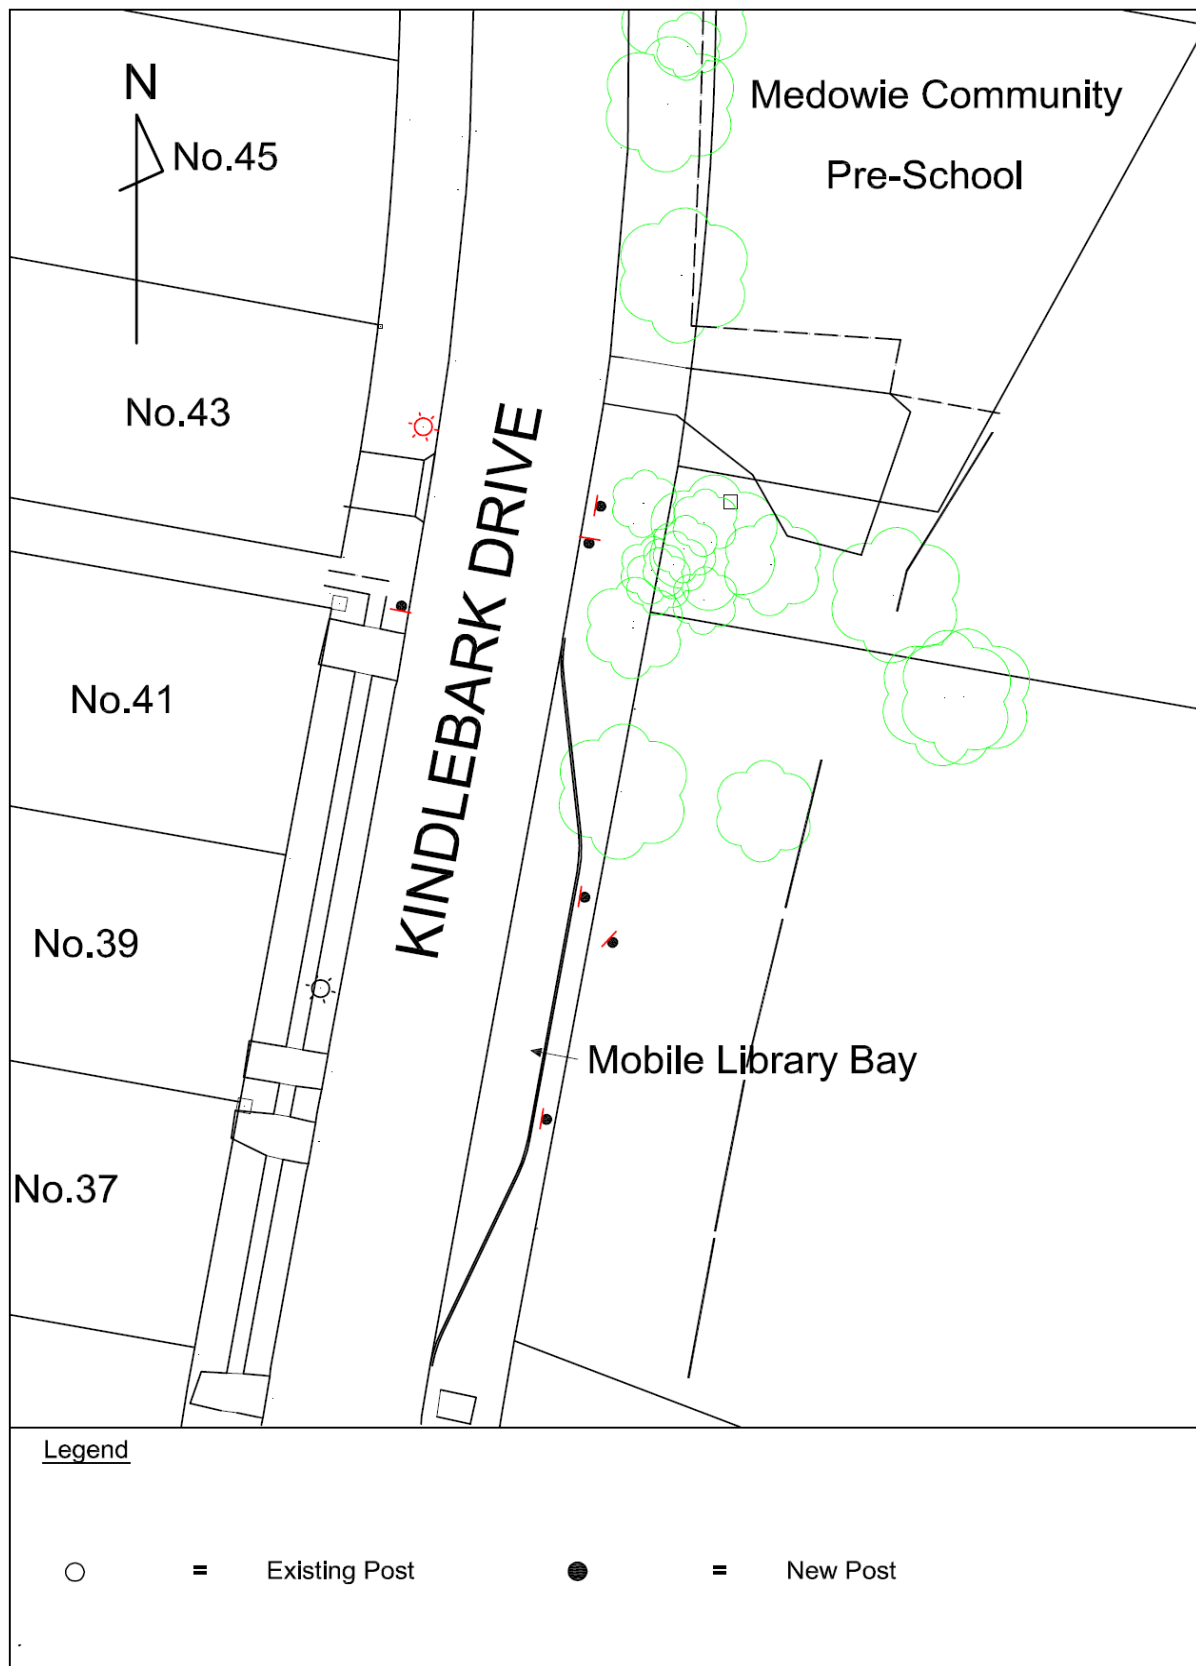 N
Medowie Community
Pre-School
No.45
No.43
KINDLEBARK DRIVE
No.41
No.39
Mobile Library Bay
No.37
Legend
= Existing Post
= New Post